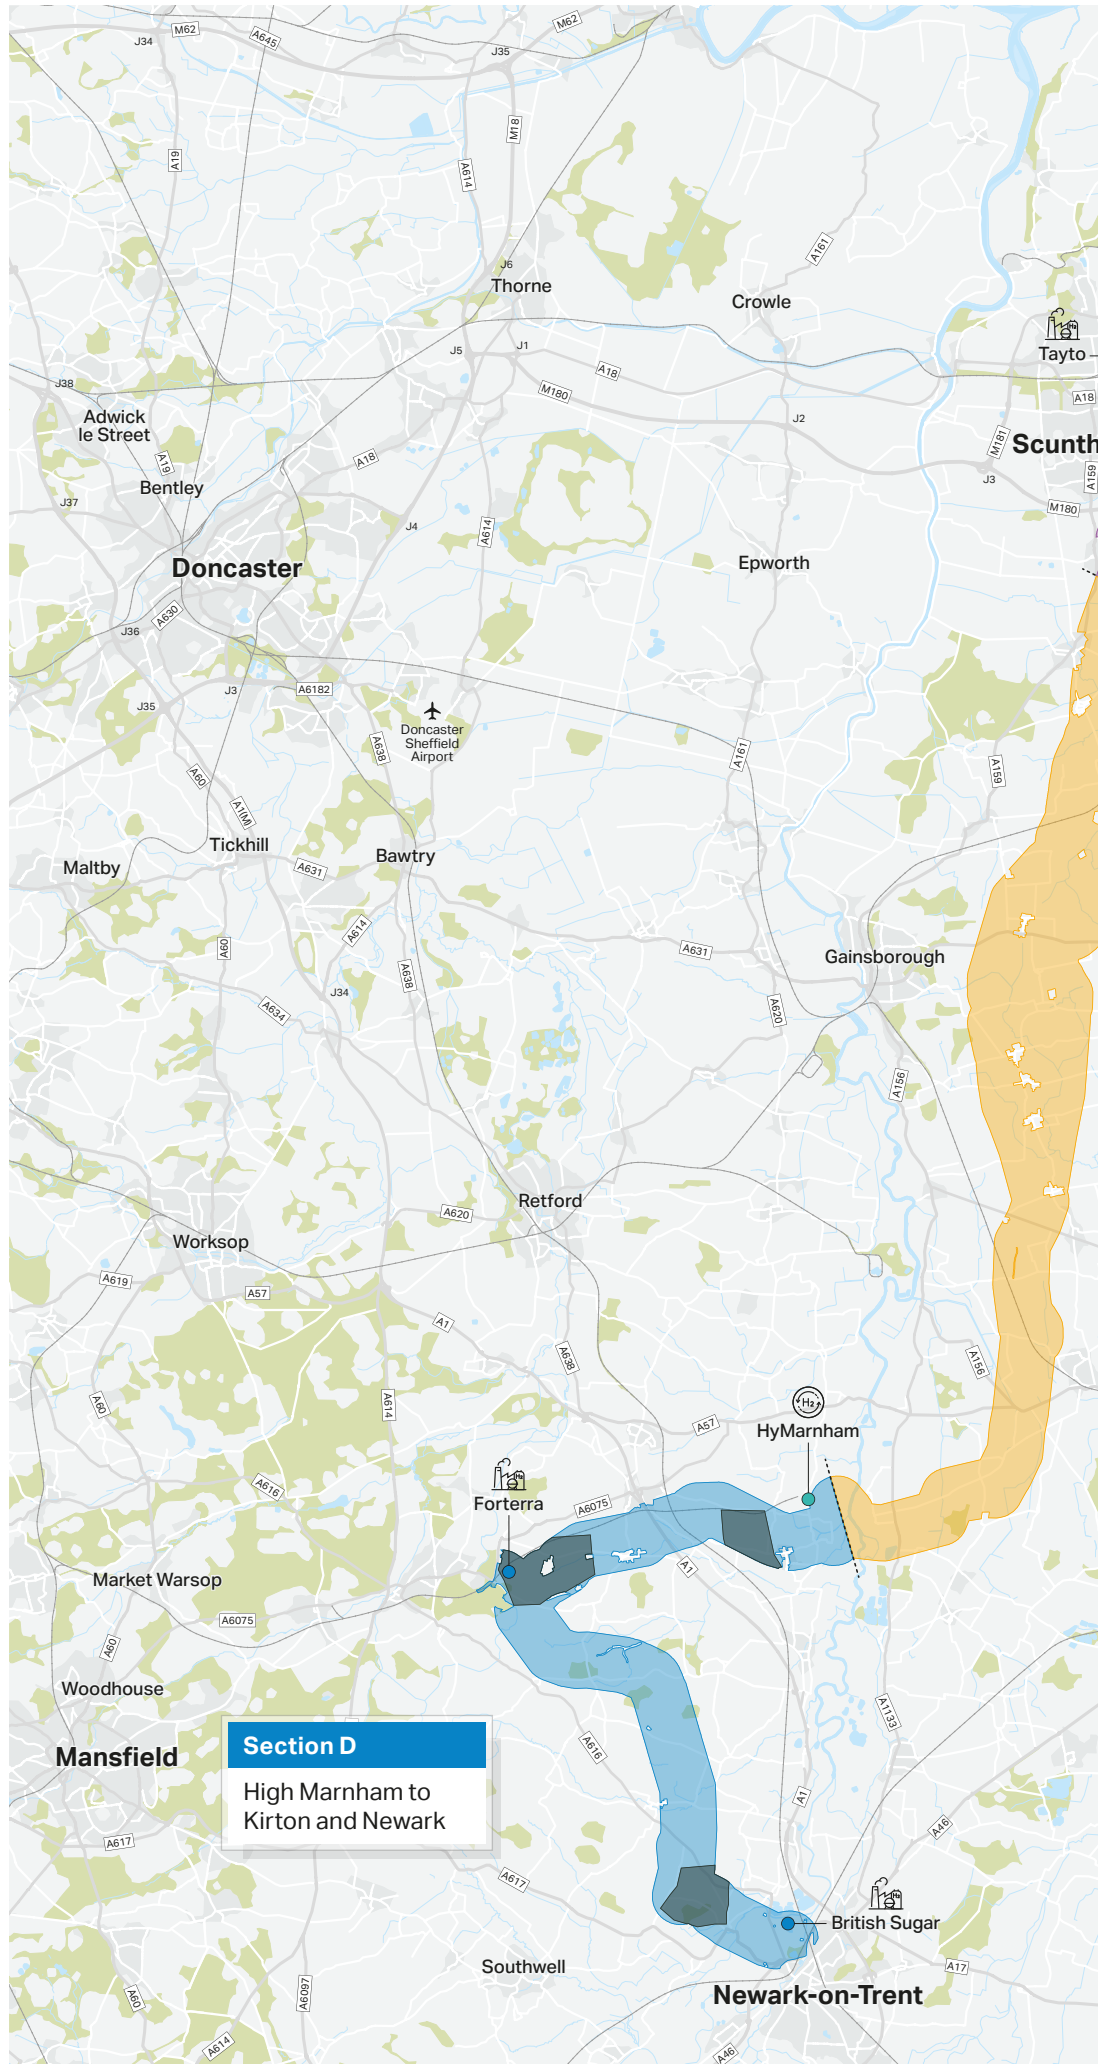 M62
J34
M62
A645
J35
M18
A19
A614
A161
J6
Thorne
Crowle
Tayto
J5
J1
A18
M180
J38
A18
Adwick
le Street
J2
M181
Scunth
A19
A18
J3
A159
Bentley
J37
M180
J4
A614
Doncaster
Epworth
A630
J36
J3
A6182
J35
Doncaster
Sheffield
Airport
A638
A161
A159
A60
A1(M)
Tickhill
Bawtry
Maltby
A631
A614
A60
A631
Gainsborough
A638
J34
A634
A620
A156
Retford
A620
Worksop
A619
A57
A1
A638
A156
A60
A614
A57
HyMarnham
A616
Forterra
A6075
A1
Market Warsop
A6075
A60
Woodhouse
A1133
Mansfield
Section D
High Marnham to
Kirton and Newark
A616
A1
A617
A46
A617
British Sugar
Southwell
A17
Newark-on-Trent
A60
A6097
A614
A46
H2